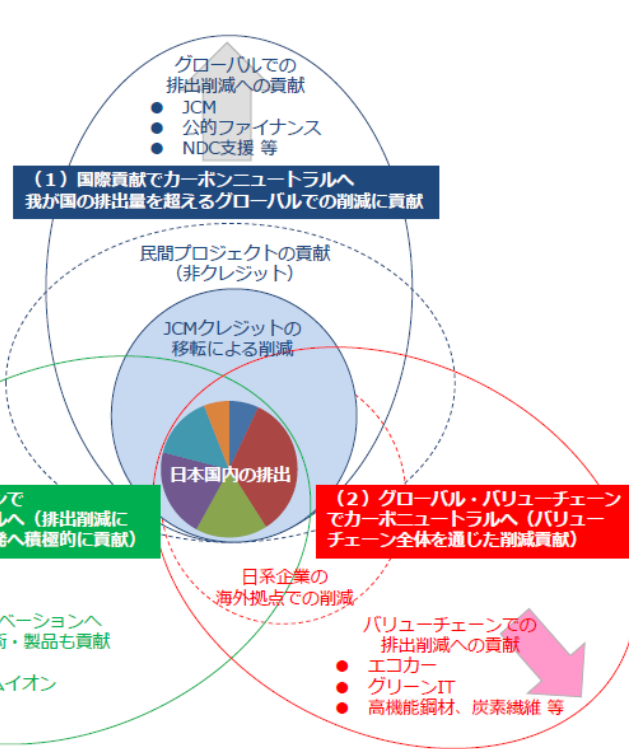 グローバルでの
排出削減への貢献
● JCM
● 公的ファイナンス
● NDC支援 等
（1）国際貢献でカーボンニュートラルへ
我が国の排出量を超えるグローバルでの削減に貢献
民間プロジェクトの貢献
（非クレジット）
JCMクレジットの
移転による削減
日本国内の排出
ンで
ルへ（排出削減に
発へ積極的に貢献）
（2）グローバル・バリューチェーン
でカーボニュートラルへ（バリュー
チェーン全体を通じた削減貢献）
日系企業の
海外拠点での削減
ベーションへ
術・製品も貢献
ムイオン
バリューチェーンでの
排出削減への貢献
● エコカー
● グリーンIT
● 高機能鋼材、炭素繊維 等